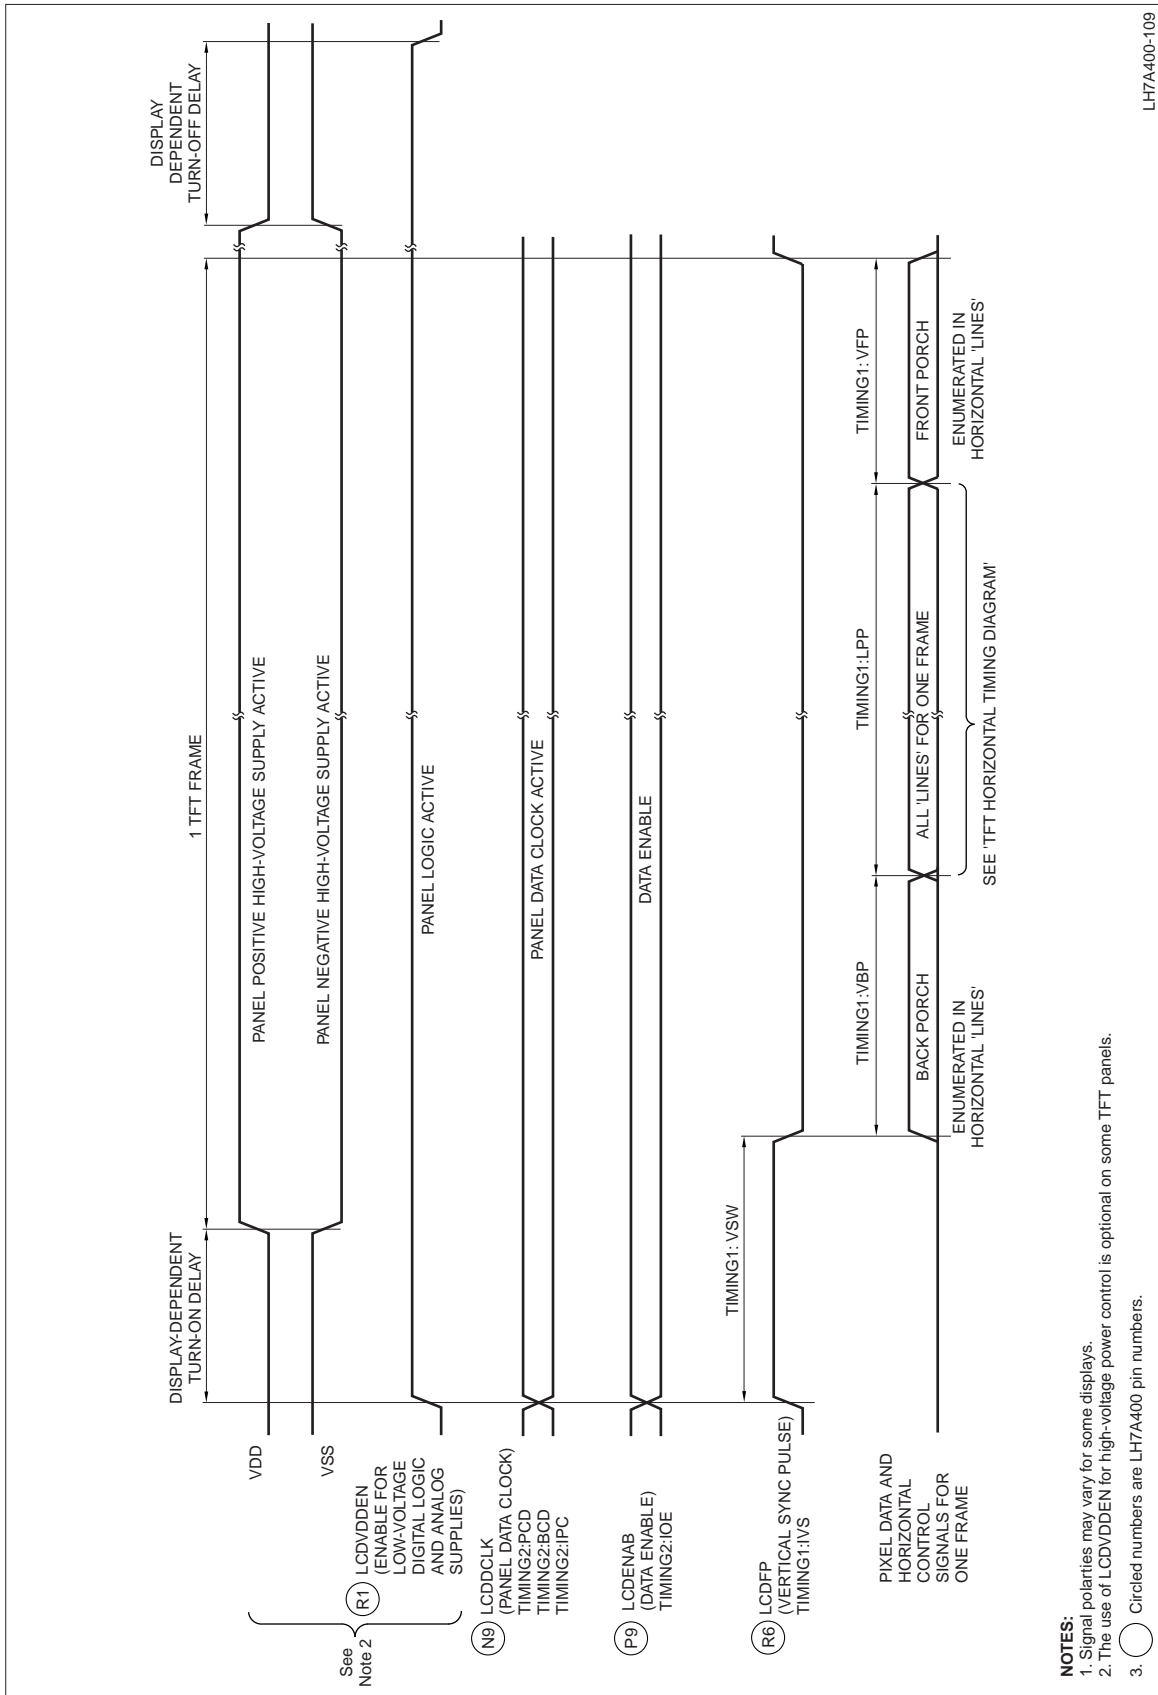 DISPLAY-DEPENDENT
TURN-ON DELAY
1 TFT FRAME
DISPLAY
DEPENDENT
TURN-OFF DELAY
VDD
PANEL POSITIVE HIGH-VOLTAGE SUPPLY ACTIVE
VSS
PANEL NEGATIVE HIGH-VOLTAGE SUPPLY ACTIVE
See
Note 2
R1
LCDVDDEN
(ENABLE FOR
LOW-VOLTAGE
DIGITAL LOGIC
AND ANALOG
SUPPLIES)
PANEL LOGIC ACTIVE
N9
LCDDCLK
(PANEL DATA CLOCK)
TIMING2:PCD
TIMING2:BCD
TIMING2:IPC
PANEL DATA CLOCK ACTIVE
P9
LCDENAB
(DATA ENABLE)
TIMING2:IOE
DATA ENABLE
TIMING1: VSW
R6
LCDFP
(VERTICAL SYNC PULSE)
TIMING1:IVS
TIMING1:VBP
TIMING1:LPP
TIMING1: VFP
PIXEL DATA AND
HORIZONTAL
CONTROL
SIGNALS FOR
ONE FRAME
BACK PORCH
ALL 'LINES' FOR ONE FRAME
FRONT PORCH
ENUMERATED IN
HORIZONTAL 'LINES'
SEE 'TFT HORIZONTAL TIMING DIAGRAM'
ENUMERATED IN
HORIZONTAL 'LINES'
NOTES:
1. Signal polarties may vary for some displays.
2. The use of LCDVDDEN for high-voltage power control is optional on some TFT panels.
3. Circled numbers are LH7A400 pin numbers.
LH7A400-109